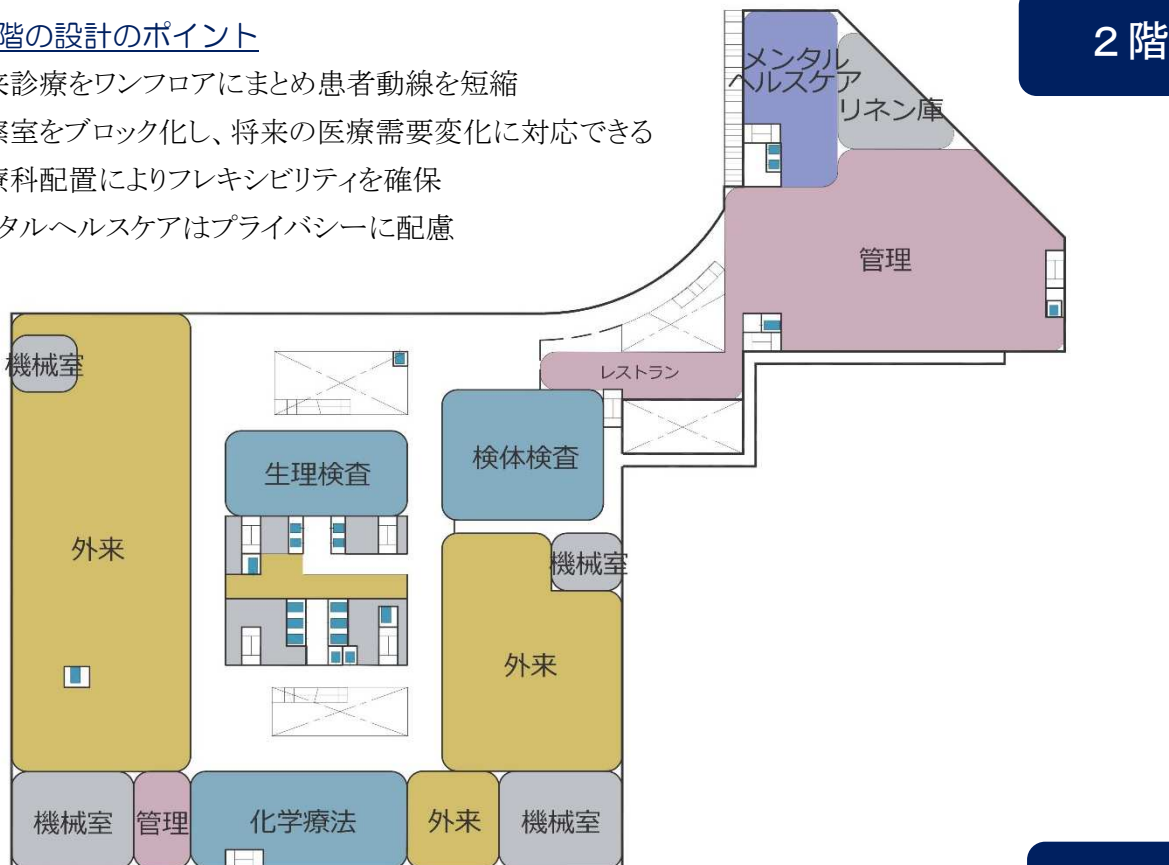 階の設計のポイント
２階
来診療をワンフロアにまとめ患者動線を短縮
察室をブロック化し、将来の医療需要変化に対応できる
療科配置によりフレキシビリティを確保
タルヘルスケアはプライバシーに配慮
メンタル
ヘルスケア
リネン庫
管理
機械室
レストラン
生理検査
検体検査
外来
機械室
外来
機械室
管理
化学療法
外来
機械室